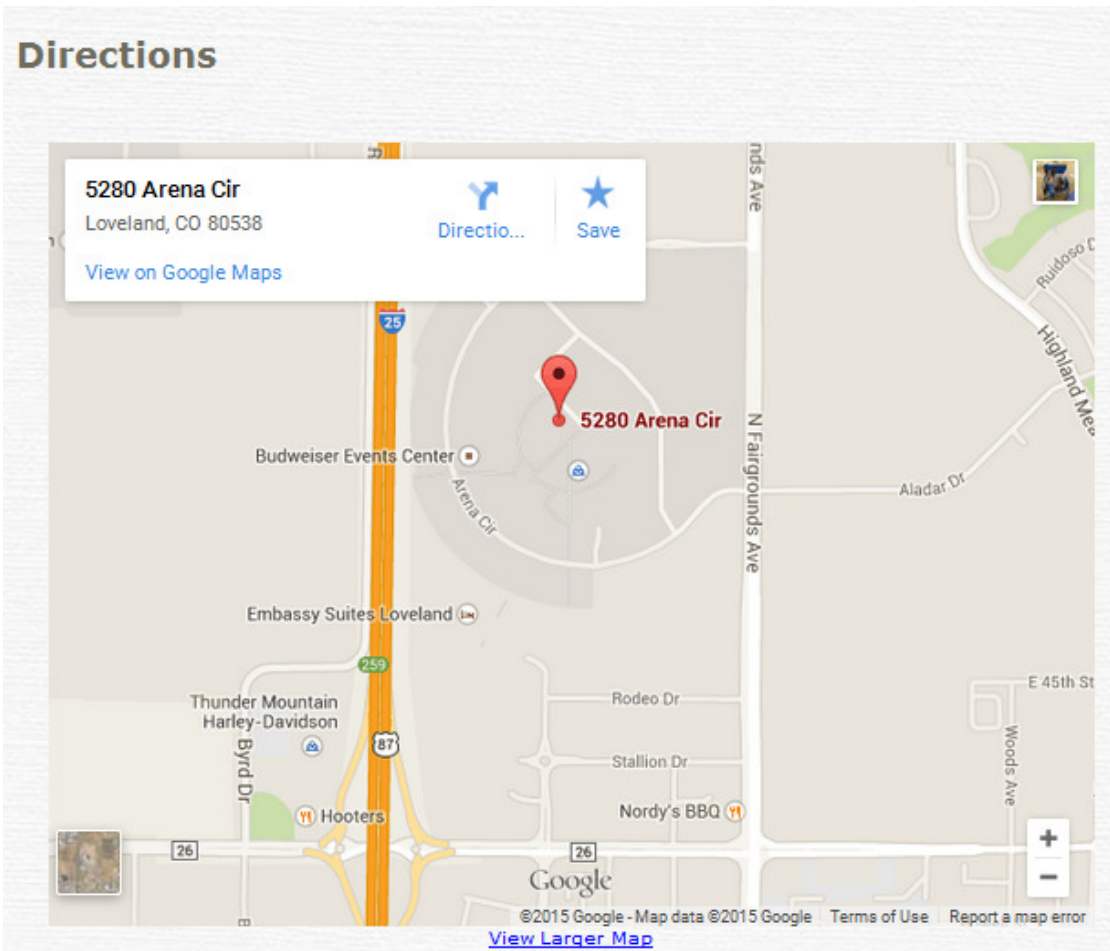 Directions
5280 Arena Cir
Loveland, CO 80538
Directio...
Save
View on Google Maps
nds Ave
R
25
Ruidoso D
Highland Mea
5280 Arena Cir
N Fairgrounds Ave
Budweiser Events Center
Arena Cir
Aladar Dr
Embassy Suites Loveland
259
E 45th St
Rodeo Dr
Thunder Mountain
Harley-Davidson
87
Byrd Dr
Stallion Dr
Woods Ave
Nordy's BBQ
Hooters
26
26
+
−
Google
©2015 Google - Map data ©2015 Google
Terms of Use
Report a map error
View Larger Map